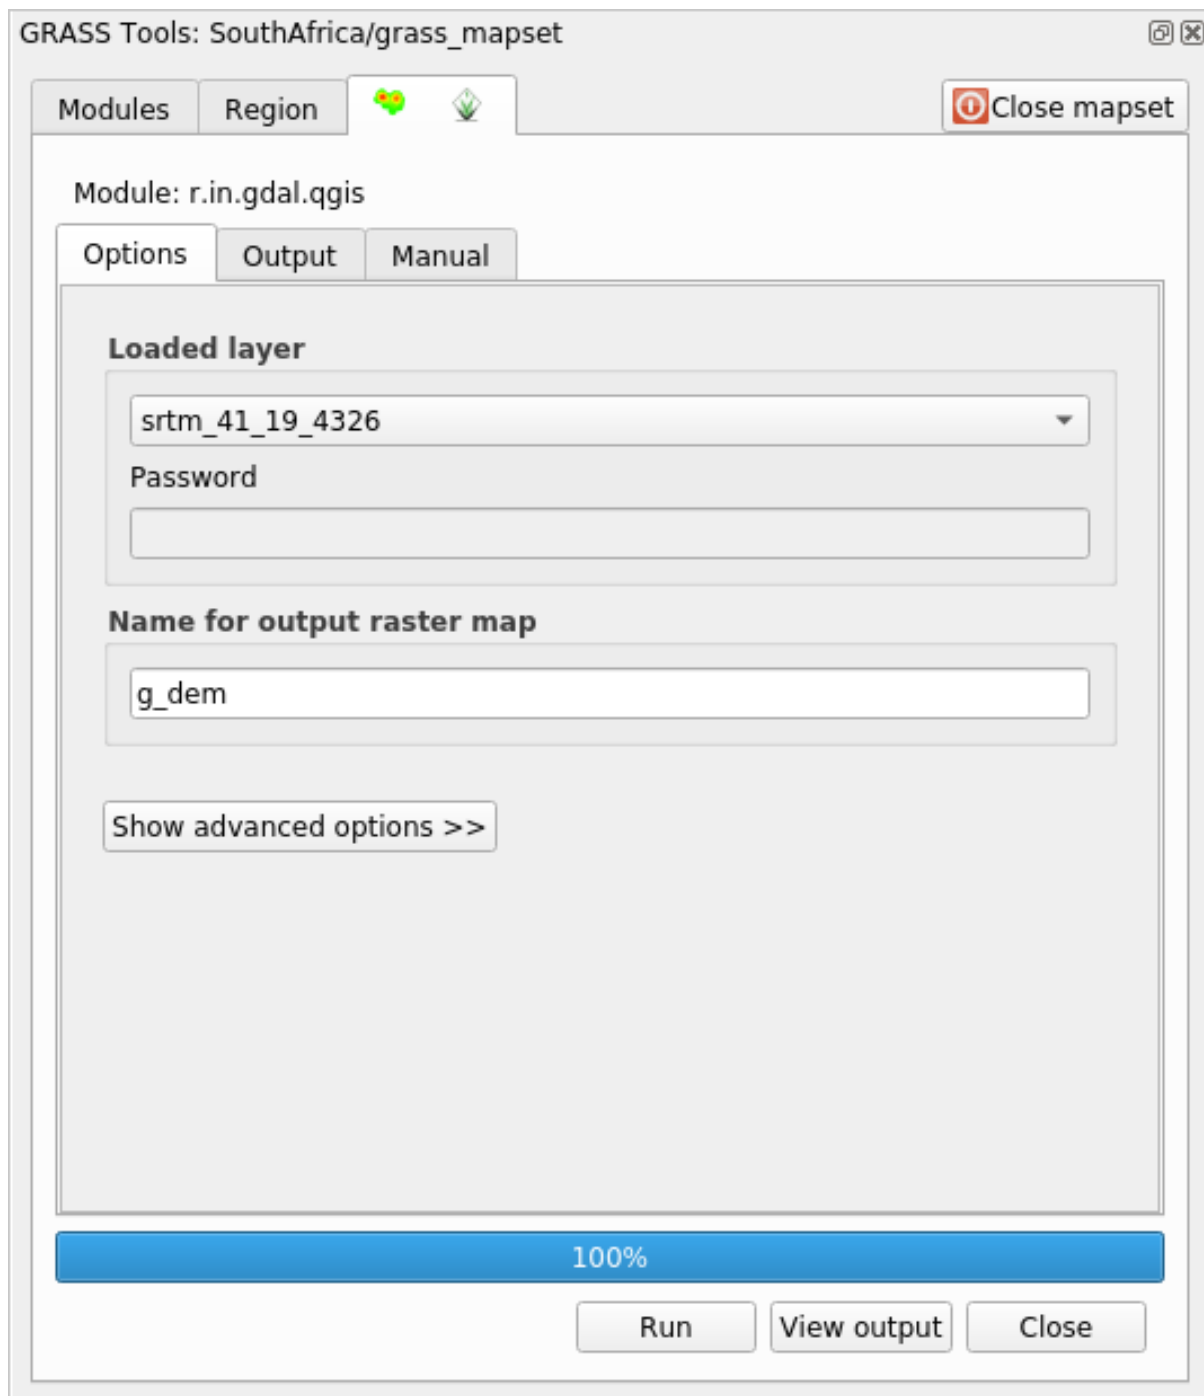 GRASS Tools: SouthAfrica/grass_mapset
Modules Region Close mapset
Module: r.in.gdal.qgis
Options Output Manual
Loaded layer
srtm_41_19_4326
Password
Name for output raster map
g_dem
Show advanced options >>
100%
Run View output Close